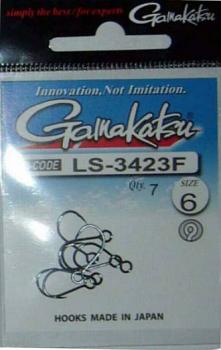 simply the best / for experts
Gamakatsu
Innovation, Not Imitation.
Gamakatsu
-CODE LS-3423F
Qty. 7
SIZE
6
HOOKS MADE IN JAPAN